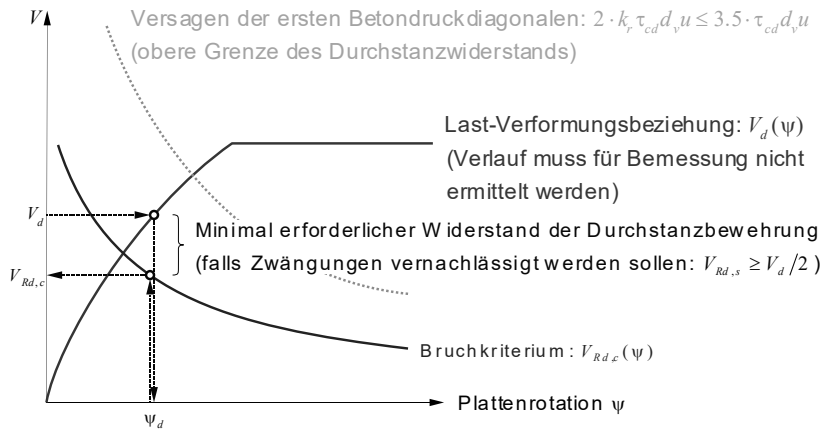 V
Versagen der ersten Betondruckdiagonalen: 2 · k_r τ_cd d_v u ≤ 3.5 · τ_cd d_v u
(obere Grenze des Durchstanzwiderstands)
Last-Verformungsbeziehung: V_d (ψ)
(Verlauf muss für Bemessung nicht
ermittelt werden)
V_d
Minimal erforderlicher Widerstand der Durchstanzbewehrung
(falls Zwängungen vernachlässigt werden sollen: V_Rd,s ≥ V_d /2 )
V_Rd,c
Bruchkriterium: V_Rd,c (ψ)
Plattenrotation ψ
ψ_d